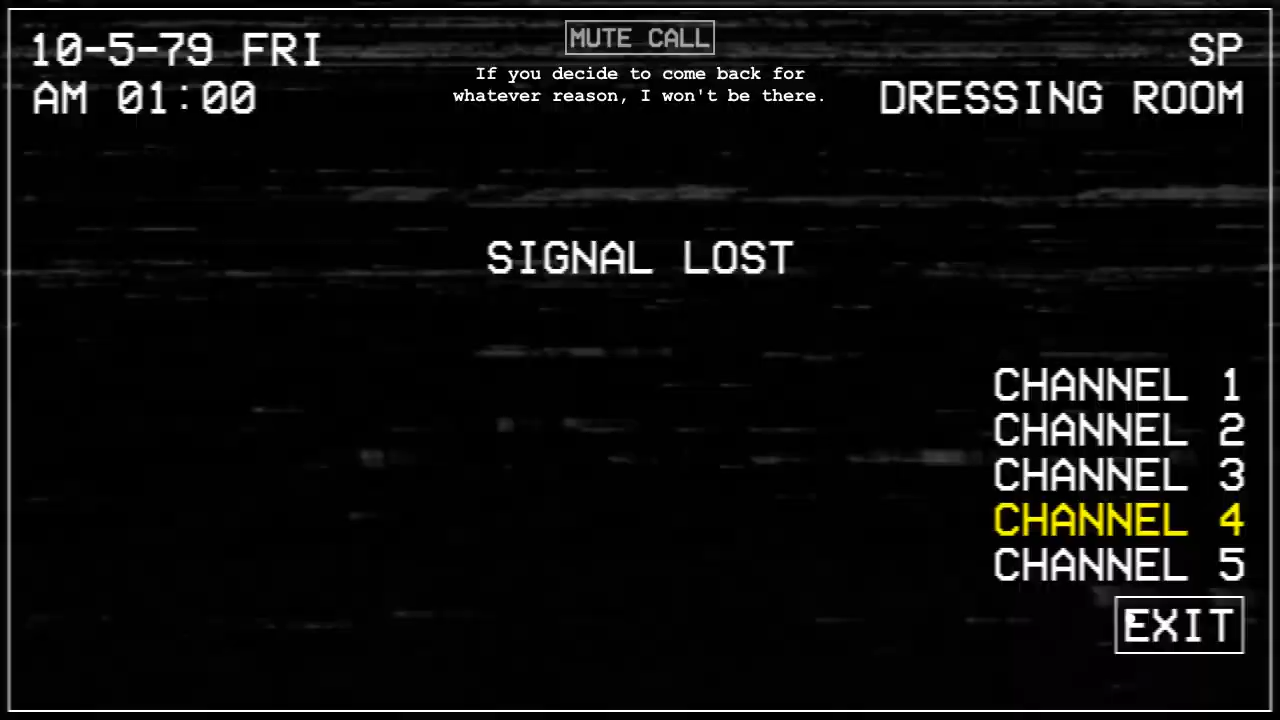 10-5-79 FRI
AM 01:00
MUTE CALL
If you decide to come back for
whatever reason, I won't be there.
SP
DRESSING ROOM
SIGNAL LOST
CHANNEL 1
CHANNEL 2
CHANNEL 3
CHANNEL 4
CHANNEL 5
EXIT